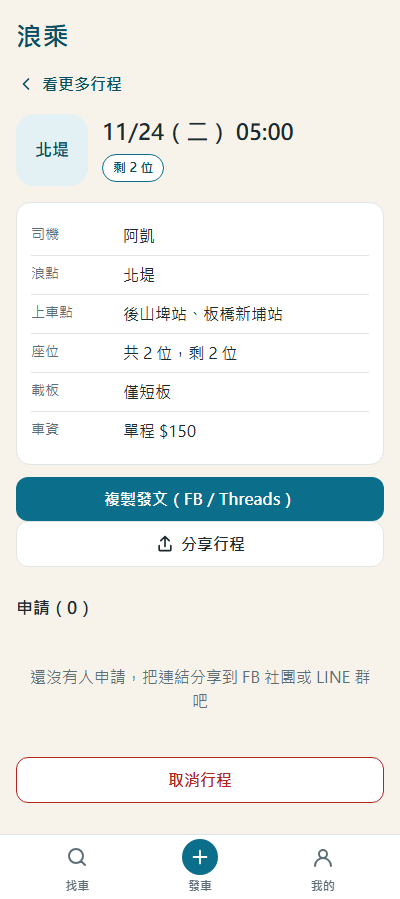 浪乘
看更多行程
北堤
11/24（二）05:00
剩 2 位
司機 阿凱
浪點 北堤
上車點 後山埤站、板橋新埔站
座位 共 2 位，剩 2 位
載板 僅短板
車資 單程 $150
複製發文（FB / Threads）
分享行程
申請（0）
還沒有人申請，把連結分享到 FB 社團或 LINE 群
吧
取消行程
找車 發車 我的